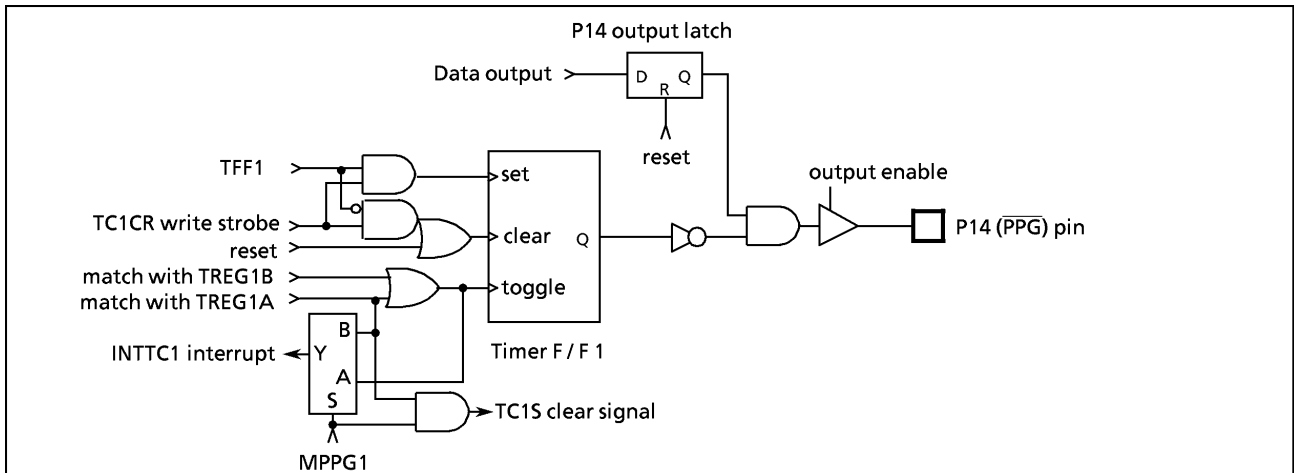 P14 output latch
Data output
D Q
R
reset
output enable
TFF1
set
TC1CR write strobe
P14 (PPG) pin
reset
clear
Q
match with TREG1B
match with TREG1A
toggle
B
INTTC1 interrupt
Y
Timer F / F 1
A
S
TC1S clear signal
MPPG1